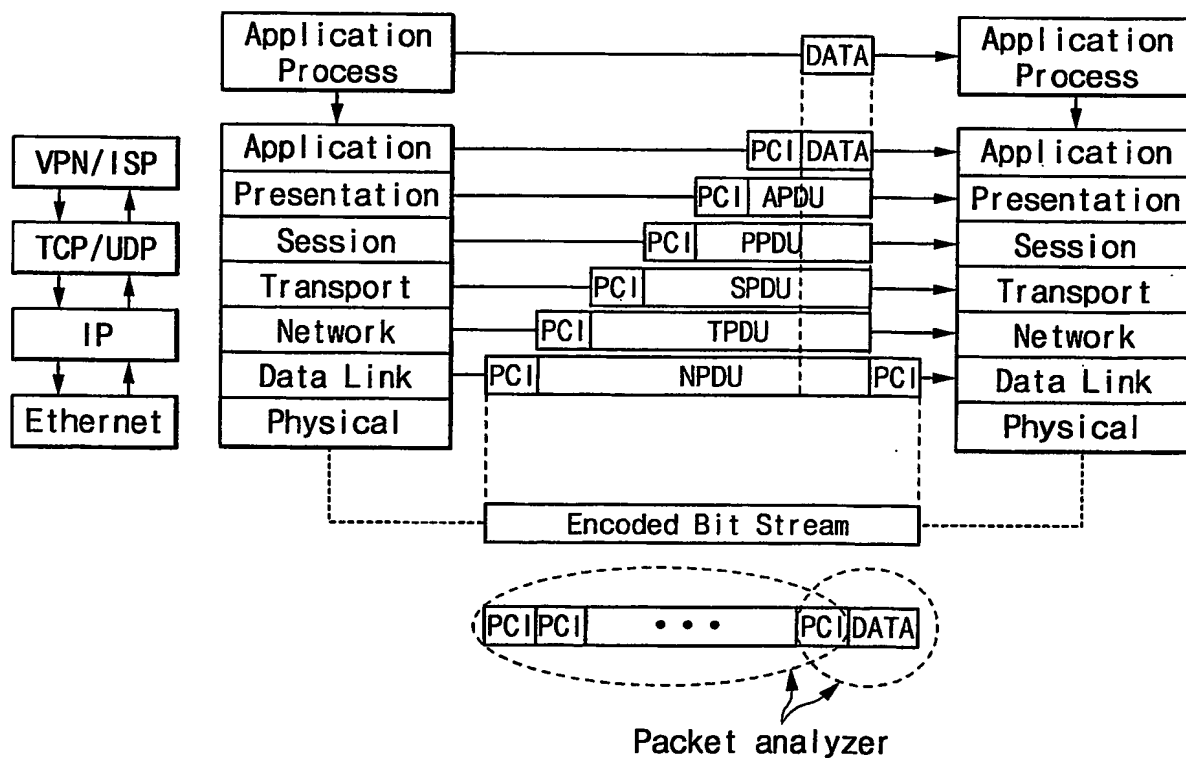 Application
Process
DATA
Application
Process
VPN/ISP
TCP/UDP
IP
Ethernet
Application
Presentation
Session
Transport
Network
Data Link
Physical
PCI DATA
PCI APDU
PCI PPDU
PCI SPDU
PCI TPDU
PCI NPDU PCI
Application
Presentation
Session
Transport
Network
Data Link
Physical
Encoded Bit Stream
PCI PCI • • • PCI DATA
Packet analyzer